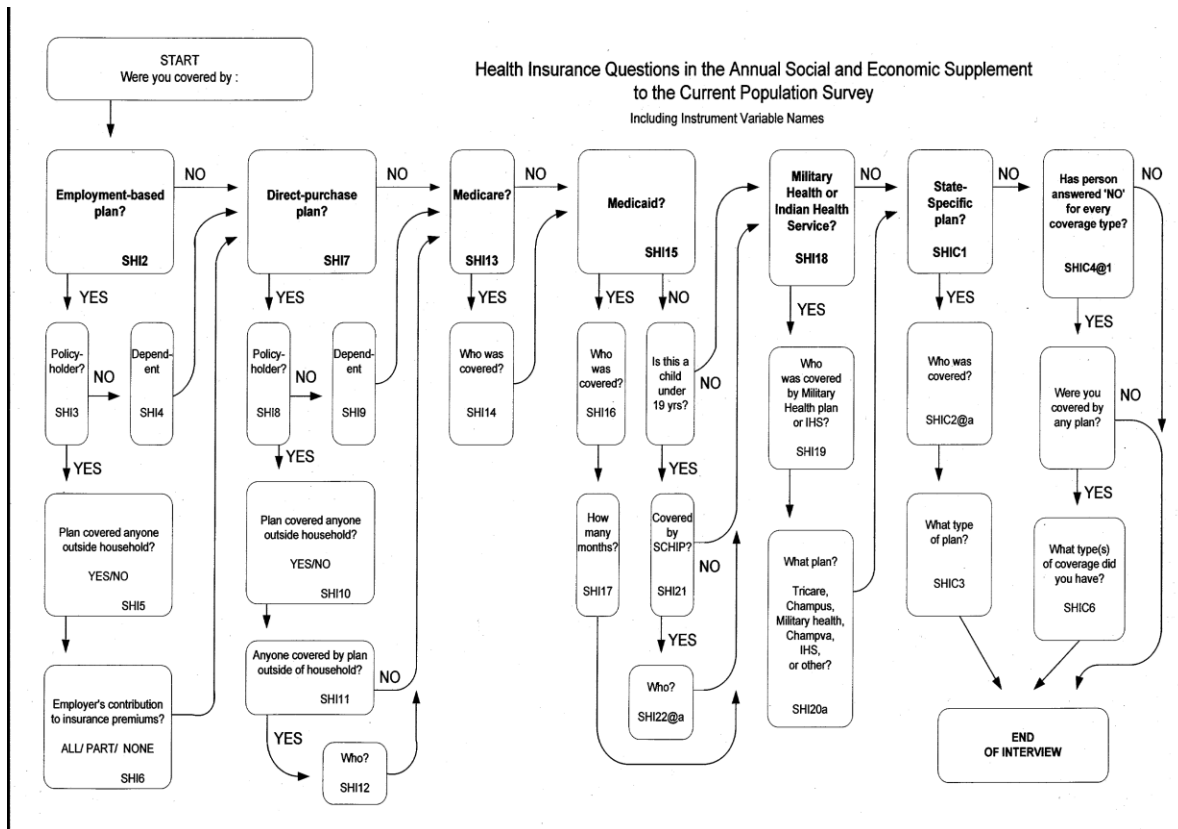 START
Were you covered by :
Health Insurance Questions in the Annual Social and Economic Supplement
to the Current Population Survey
Including Instrument Variable Names
Employment-based
plan?
SHI2
NO
YES
Policy-
holder?
SHI3
NO
Depend-
ent
SHI4
YES
Plan covered anyone
outside household?
YES/NO
SHI5
Employer's contribution
to insurance premiums?
ALL/ PART/ NONE
SHI6
Direct-purchase
plan?
SHI7
NO
YES
Policy-
holder?
SHI8
NO
Depend-
ent
SHI9
YES
Plan covered anyone
outside household?
YES/NO
SHI10
Anyone covered by plan
outside of household?
SHI11
NO
YES
Who?
SHI12
Medicare?
SHI13
NO
YES
Who was
covered?
SHI14
Medicaid?
SHI15
YES
NO
Who
was
covered?
SHI16
How
many
months?
SHI17
Is this a
child
under
19 yrs?
NO
YES
Covered
by
SCHIP?
SHI21
NO
YES
Who?
SHI22@a
Military
Health or
Indian Health
Service?
SHI18
NO
YES
Who
was covered
by Military
Health plan
or IHS?
SHI19
What plan?
Tricare,
Champus,
Military health,
Champva,
IHS,
or other?
SHI20a
State-
Specific
plan?
SHIC1
NO
YES
Who was
covered?
SHIC2@a
What type
of plan?
SHIC3
Has person
answered 'NO'
for every
coverage type?
SHIC4@1
NO
YES
Were you
covered by
any plan?
NO
YES
What type(s)
of coverage did
you have?
SHIC6
END
OF INTERVIEW